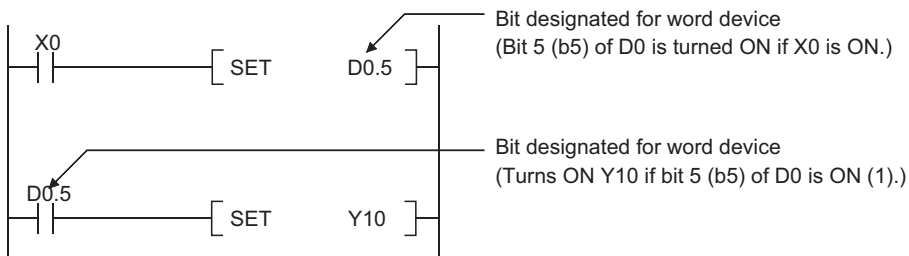 Bit designated for word device
(Bit 5 (b5) of D0 is turned ON if X0 is ON.)
X0
SET D0.5
Bit designated for word device
(Turns ON Y10 if bit 5 (b5) of D0 is ON (1).)
D0.5
SET Y10